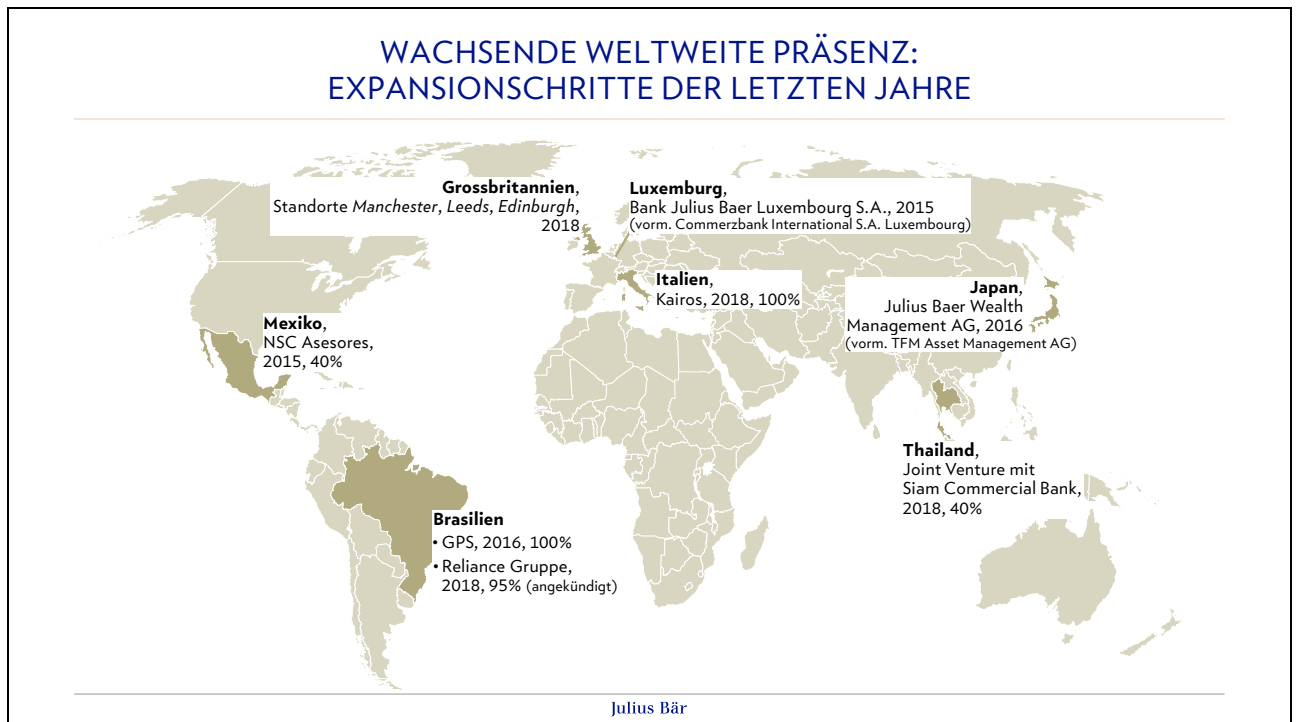 WACHSENDE WELTWEITE PRÄSENZ:
EXPANSIONSCHRITTE DER LETZTEN JAHRE
Grossbritannien,
Standorte Manchester, Leeds, Edinburgh,
2018
Luxemburg,
Bank Julius Baer Luxembourg S.A., 2015
(vorm. Commerzbank International S.A. Luxembourg)
Italien,
Kairos, 2018, 100%
Japan,
Julius Baer Wealth
Management AG, 2016
(vorm. TFM Asset Management AG)
Mexiko,
NSC Asesores,
2015, 40%
Thailand,
Joint Venture mit
Siam Commercial Bank,
2018, 40%
Brasilien
• GPS, 2016, 100%
• Reliance Gruppe,
2018, 95% (angekündigt)
Julius Bär